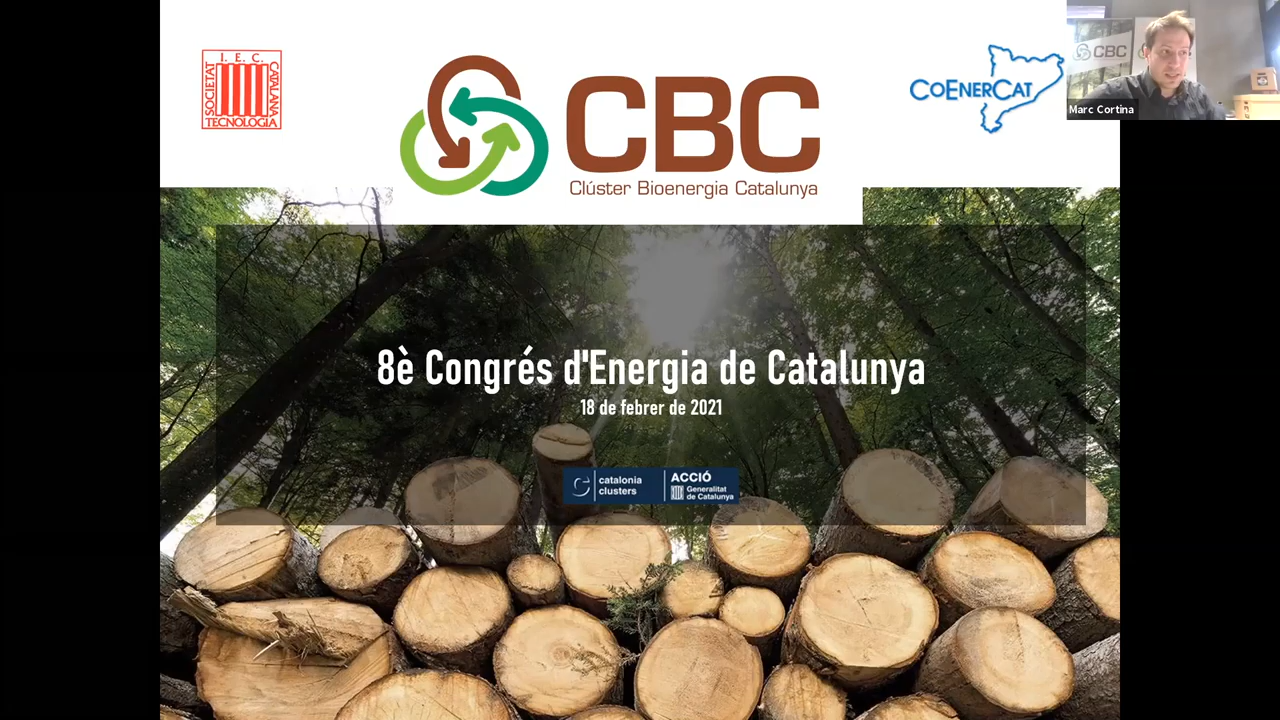 I. E. C.
SOCIETAT
CATALANA
TECNOLOGIA
CBC
Clúster Bioenergia Catalunya
COENERCAT
CBC
Marc Cortina
8è Congrés d'Energia de Catalunya
18 de febrer de 2021
catalonia
clusters
ACCIÓ
Generalitat
de Catalunya